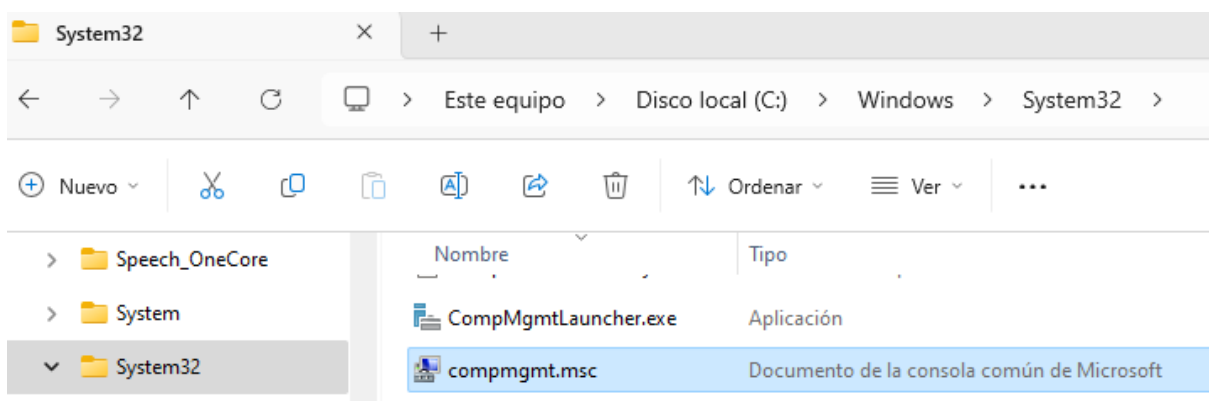 System32
Este equipo > Disco local (C:) > Windows > System32 >
Nuevo Ordenar Ver ...
Speech_OneCore
System
System32
Nombre Tipo
CompMgmtLauncher.exe Aplicación
compmgmt.msc Documento de la consola común de Microsoft